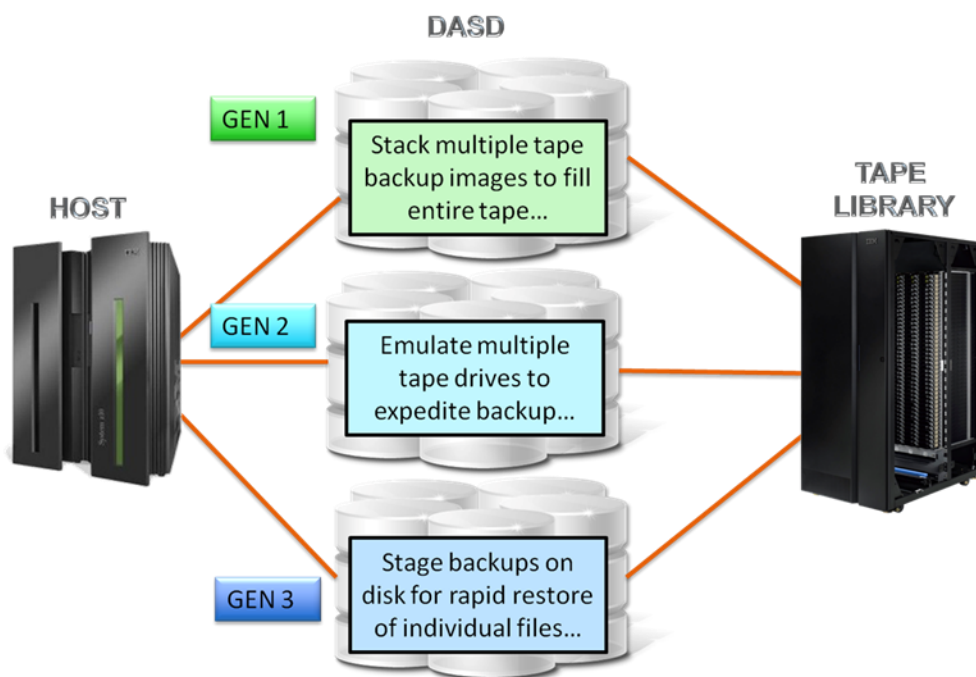 DASD
GEN 1
Stack multiple tape
backup images to fill
entire tape...
HOST
TAPE
LIBRARY
GEN 2
Emulate multiple
tape drives to
expedite backup...
Stage backups on
disk for rapid restore
of individual files...
GEN 3